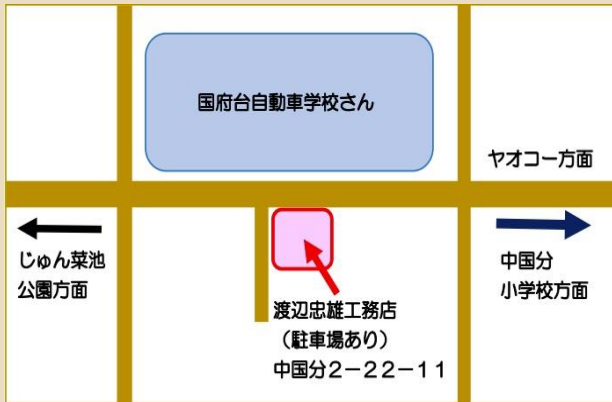 国府台自動車学校さん
ヤオコー方面
じゅん菜池
公園方面
中国分
小学校方面
渡辺忠雄工務店
（駐車場あり）
中国分２－２２－１１